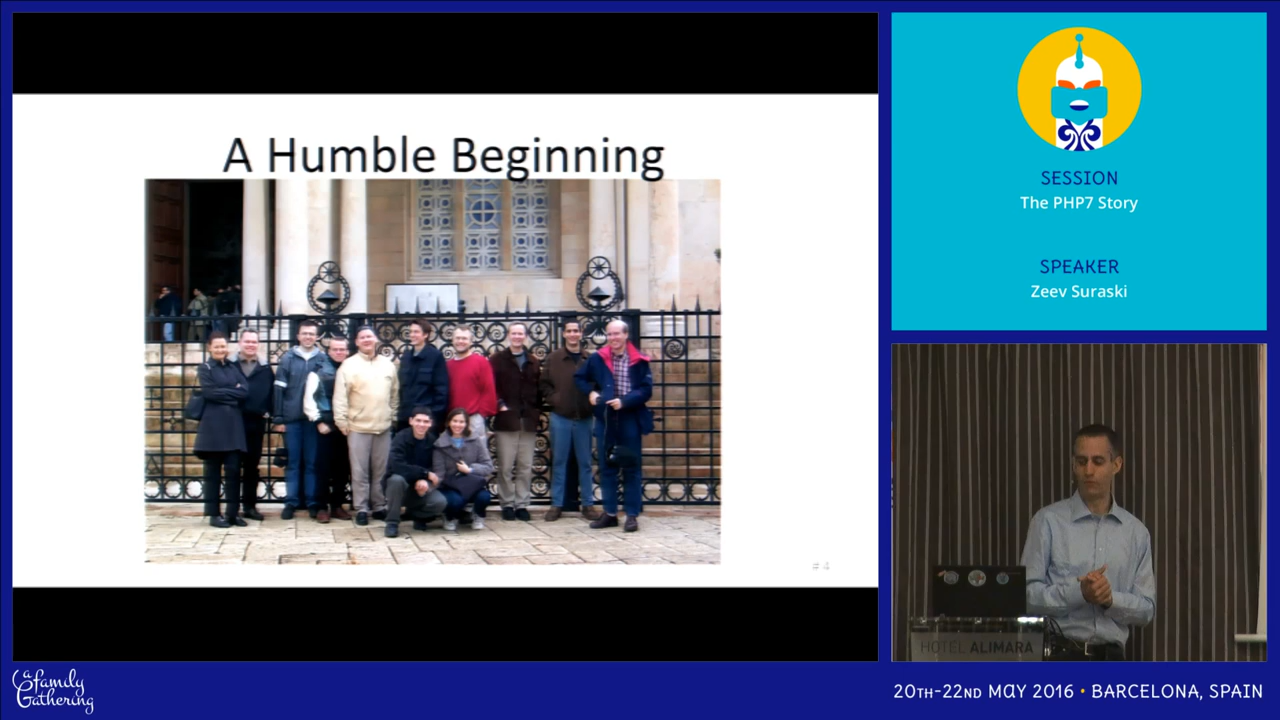 A Humble Beginning
# 4
SESSION
The PHP7 Story
SPEAKER
Zeev Suraski
HOTEL ALIMARA
a family
Gathering
20TH-22ND MAY 2016 • BARCELONA, SPAIN